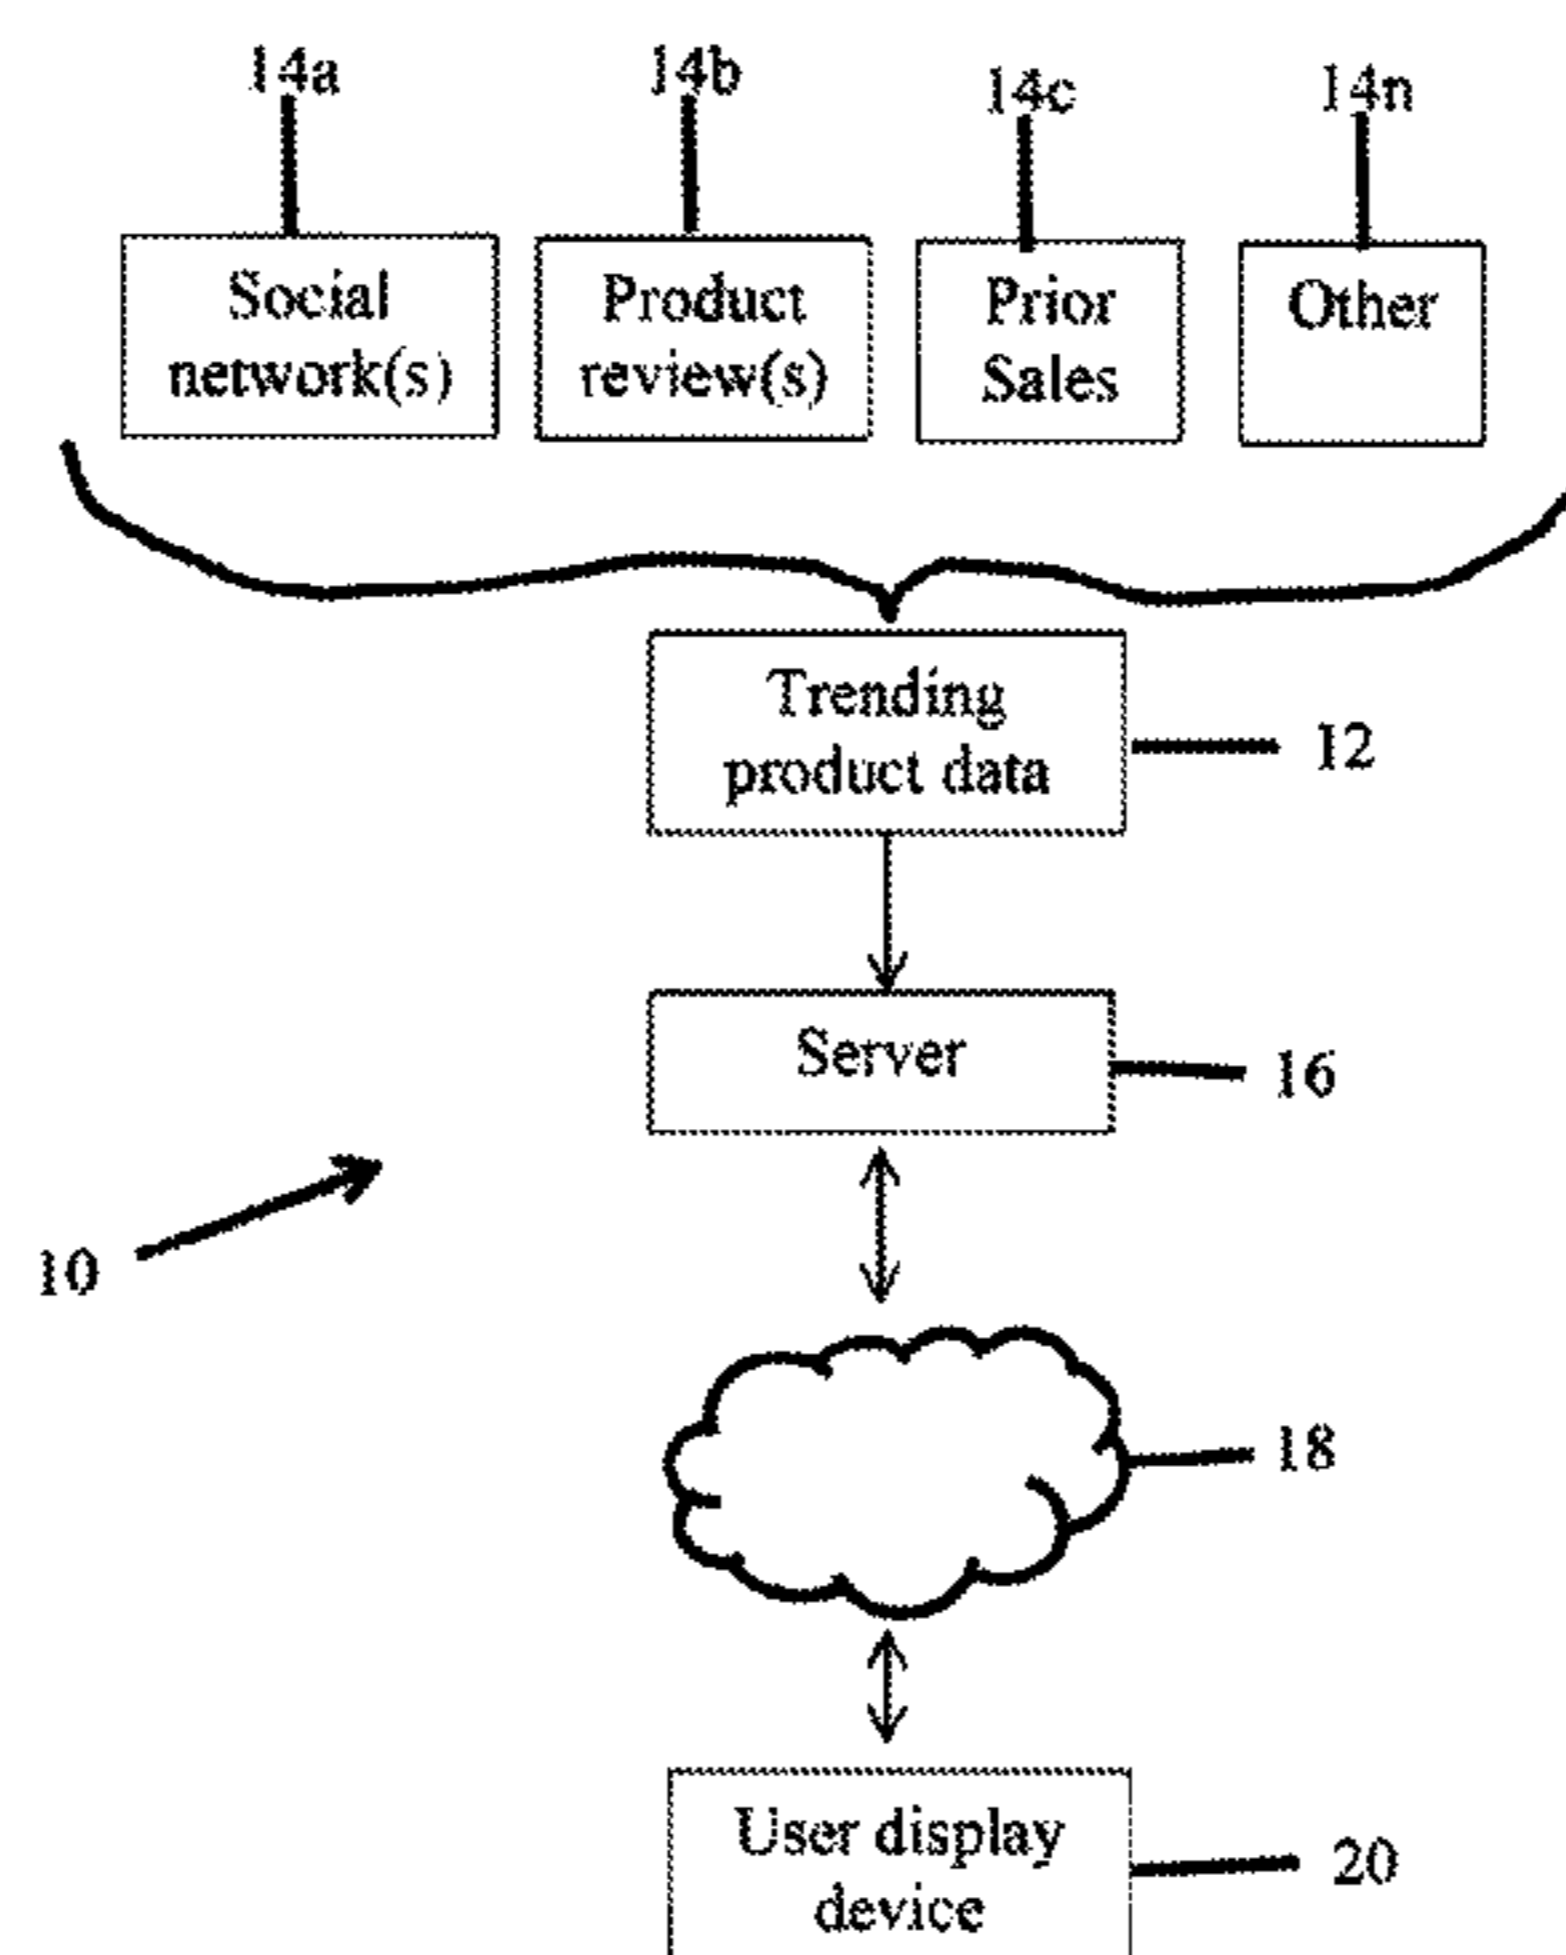 14a
14b
14c
14n
Social
network(s)
Product
review(s)
Prior
Sales
Other
Trending
product data
12
Server
16
10
18
User display
device
20